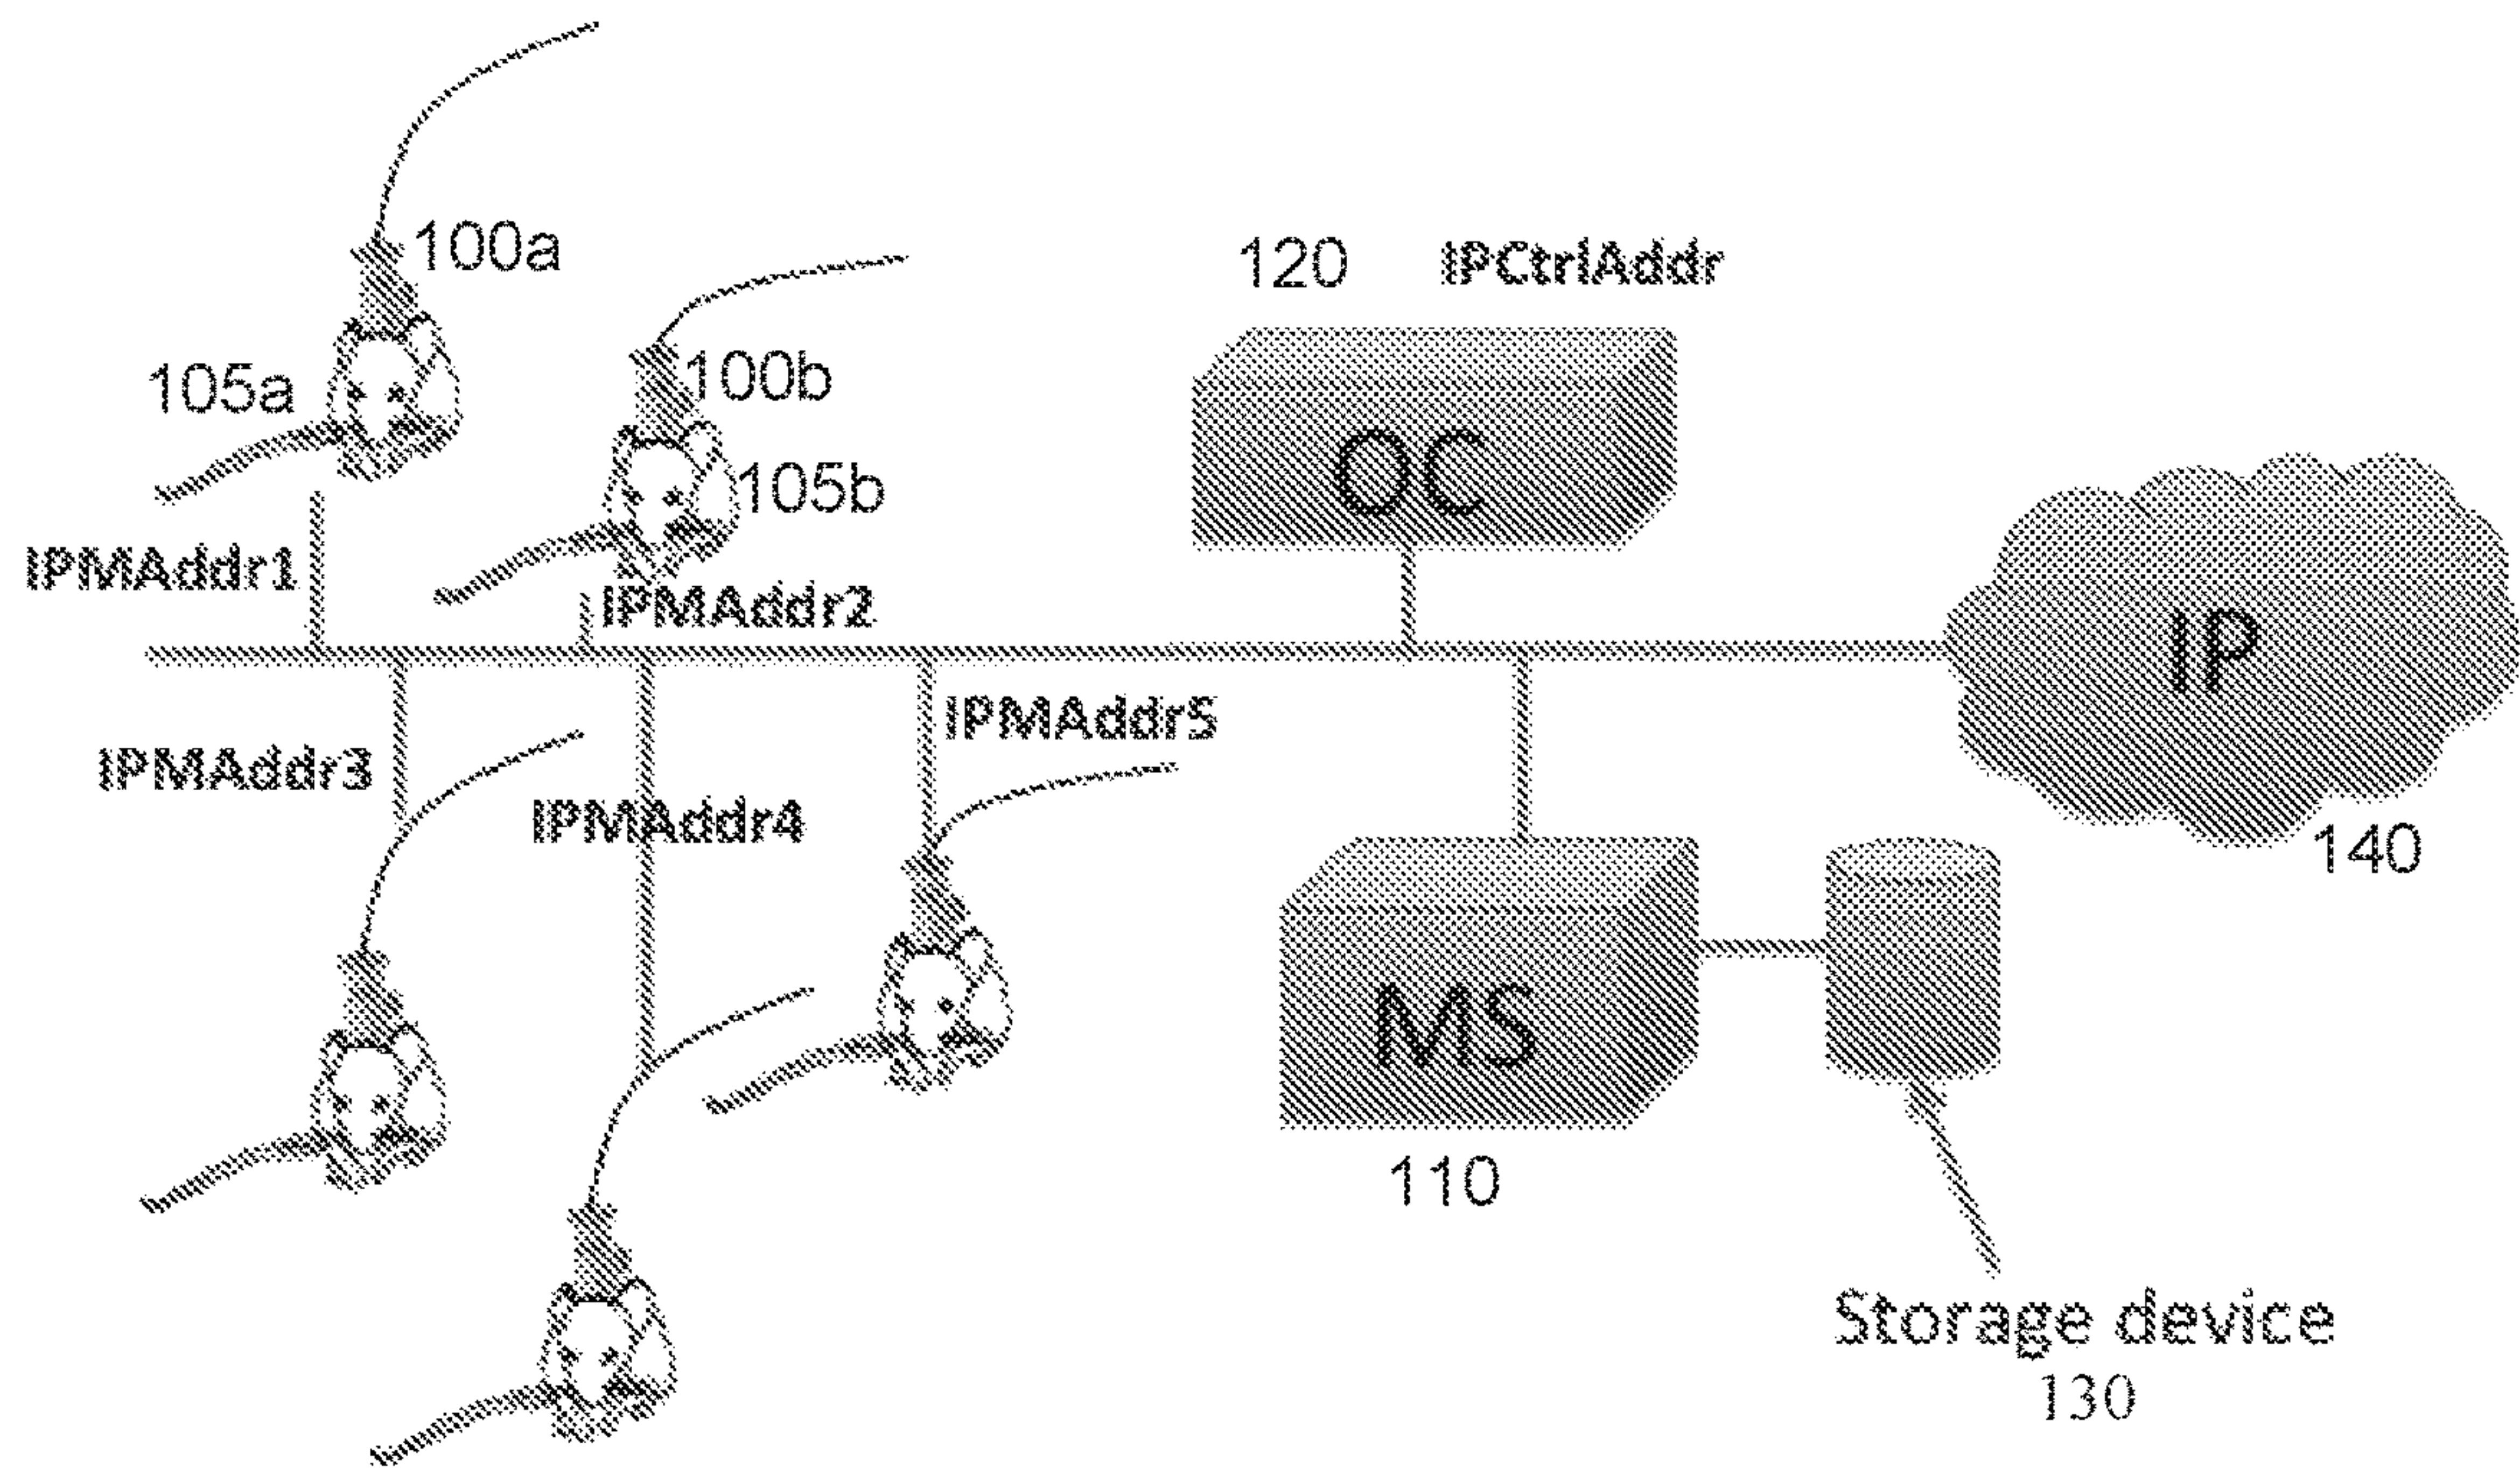 100a
120 IPCtrlAddr
105a
100b
OC
105b
IPMAddr1
IPMAddr2
IP
IPMAddr5
IPMAddr3
IPMAddr4
140
MS
110
Storage device
130